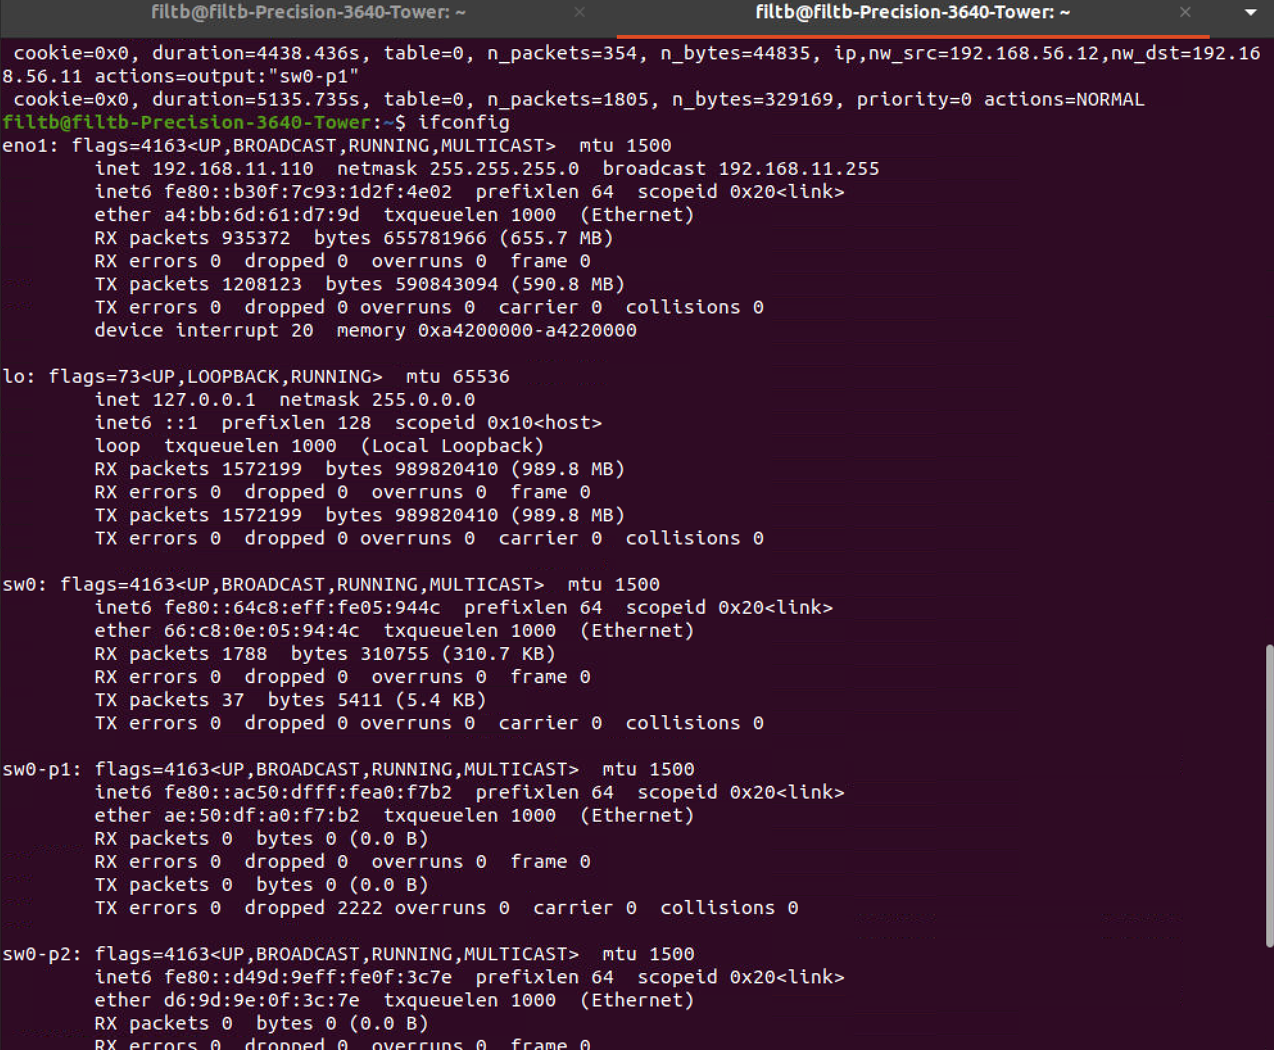 filtb@filtb-Precision-3640-Tower: ~ × filtb@filtb-Precision-3640-Tower: ~ ×
 cookie=0x0, duration=4438.436s, table=0, n_packets=354, n_bytes=44835, ip,nw_src=192.168.56.12,nw_dst=192.16
8.56.11 actions=output:"sw0-p1"
 cookie=0x0, duration=5135.735s, table=0, n_packets=1805, n_bytes=329169, priority=0 actions=NORMAL
filtb@filtb-Precision-3640-Tower:~$ ifconfig
eno1: flags=4163<UP,BROADCAST,RUNNING,MULTICAST>  mtu 1500
        inet 192.168.11.110  netmask 255.255.255.0  broadcast 192.168.11.255
        inet6 fe80::b30f:7c93:1d2f:4e02  prefixlen 64  scopeid 0x20<link>
        ether a4:bb:6d:61:d7:9d  txqueuelen 1000  (Ethernet)
        RX packets 935372  bytes 655781966 (655.7 MB)
        RX errors 0  dropped 0  overruns 0  frame 0
        TX packets 1208123  bytes 590843094 (590.8 MB)
        TX errors 0  dropped 0 overruns 0  carrier 0  collisions 0
        device interrupt 20  memory 0xa4200000-a4220000
lo: flags=73<UP,LOOPBACK,RUNNING>  mtu 65536
        inet 127.0.0.1  netmask 255.0.0.0
        inet6 ::1  prefixlen 128  scopeid 0x10<host>
        loop  txqueuelen 1000  (Local Loopback)
        RX packets 1572199  bytes 989820410 (989.8 MB)
        RX errors 0  dropped 0  overruns 0  frame 0
        TX packets 1572199  bytes 989820410 (989.8 MB)
        TX errors 0  dropped 0 overruns 0  carrier 0  collisions 0
sw0: flags=4163<UP,BROADCAST,RUNNING,MULTICAST>  mtu 1500
        inet6 fe80::64c8:eff:fe05:944c  prefixlen 64  scopeid 0x20<link>
        ether 66:c8:0e:05:94:4c  txqueuelen 1000  (Ethernet)
        RX packets 1788  bytes 310755 (310.7 KB)
        RX errors 0  dropped 0  overruns 0  frame 0
        TX packets 37  bytes 5411 (5.4 KB)
        TX errors 0  dropped 0 overruns 0  carrier 0  collisions 0
sw0-p1: flags=4163<UP,BROADCAST,RUNNING,MULTICAST>  mtu 1500
        inet6 fe80::ac50:dfff:fea0:f7b2  prefixlen 64  scopeid 0x20<link>
        ether ae:50:df:a0:f7:b2  txqueuelen 1000  (Ethernet)
        RX packets 0  bytes 0 (0.0 B)
        RX errors 0  dropped 0  overruns 0  frame 0
        TX packets 0  bytes 0 (0.0 B)
        TX errors 0  dropped 2222 overruns 0  carrier 0  collisions 0
sw0-p2: flags=4163<UP,BROADCAST,RUNNING,MULTICAST>  mtu 1500
        inet6 fe80::d49d:9eff:fe0f:3c7e  prefixlen 64  scopeid 0x20<link>
        ether d6:9d:9e:0f:3c:7e  txqueuelen 1000  (Ethernet)
        RX packets 0  bytes 0 (0.0 B)
        RX errors 0  dropped 0  overruns 0  frame 0